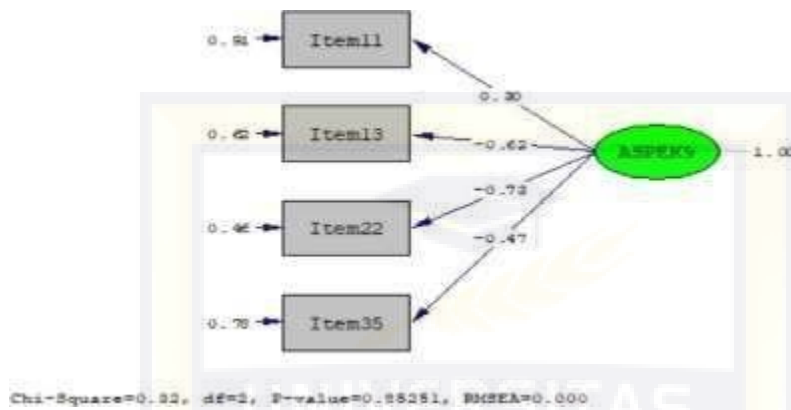 0.91 Item11
0.30
0.62 Item13
-0.62
ASPEK9 1.00
-0.73
0.46 Item22
-0.47
0.78 Item35
Chi-Square=0.32, df=2, P-value=0.85251, RMSEA=0.000
UNIVERSITAS